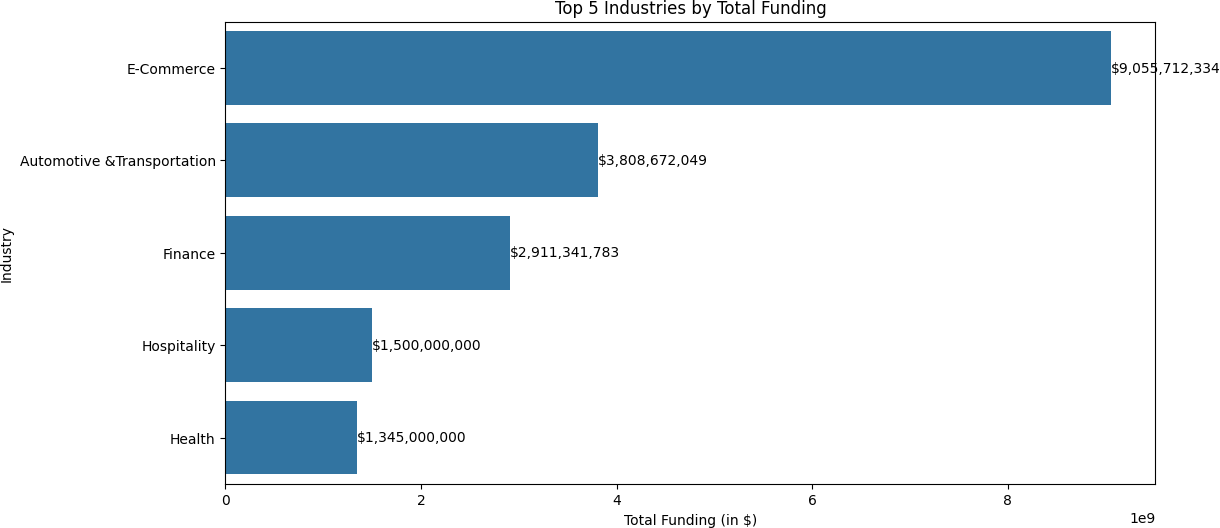 Top 5 Industries by Total Funding
E-Commerce
$9,055,712,334
Automotive &Transportation
$3,808,672,049
Industry
Finance
$2,911,341,783
Hospitality
$1,500,000,000
Health
$1,345,000,000
0 2 4 6 8
1e9
Total Funding (in $)